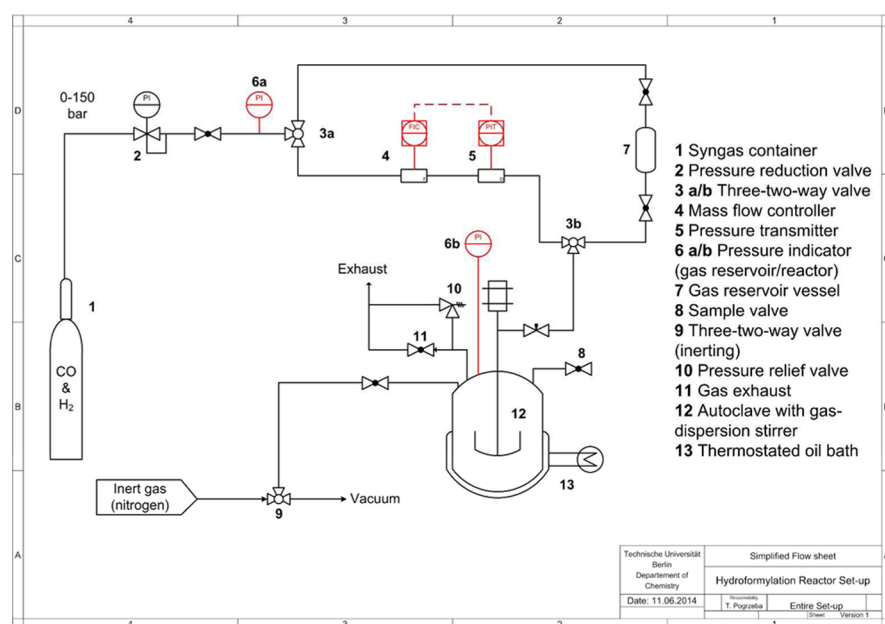 4 3 2 1
D
C
B
A
0-150
bar
PI
2
6a
PI
3a
FIC
4
PIT
5
F
7
3b
6b
PI
Exhaust
10
11
8
1
CO
&
H2
12
13
Inert gas
(nitrogen)
Vacuum
9
1 Syngas container
2 Pressure reduction valve
3 a/b Three-two-way valve
4 Mass flow controller
5 Pressure transmitter
6 a/b Pressure indicator
(gas reservoir/reactor)
7 Gas reservoir vessel
8 Sample valve
9 Three-two-way valve
(inerting)
10 Pressure relief valve
11 Gas exhaust
12 Autoclave with gas-
dispersion stirrer
13 Thermostated oil bath
Technische Universität
Berlin
Departement of
Chemistry
Date: 11.06.2014
Simplified Flow sheet
Hydroformylation Reactor Set-up
Responsibility
T. Pogrzeba
Entire Set-up
Sheet Version 1
4 3 2 1